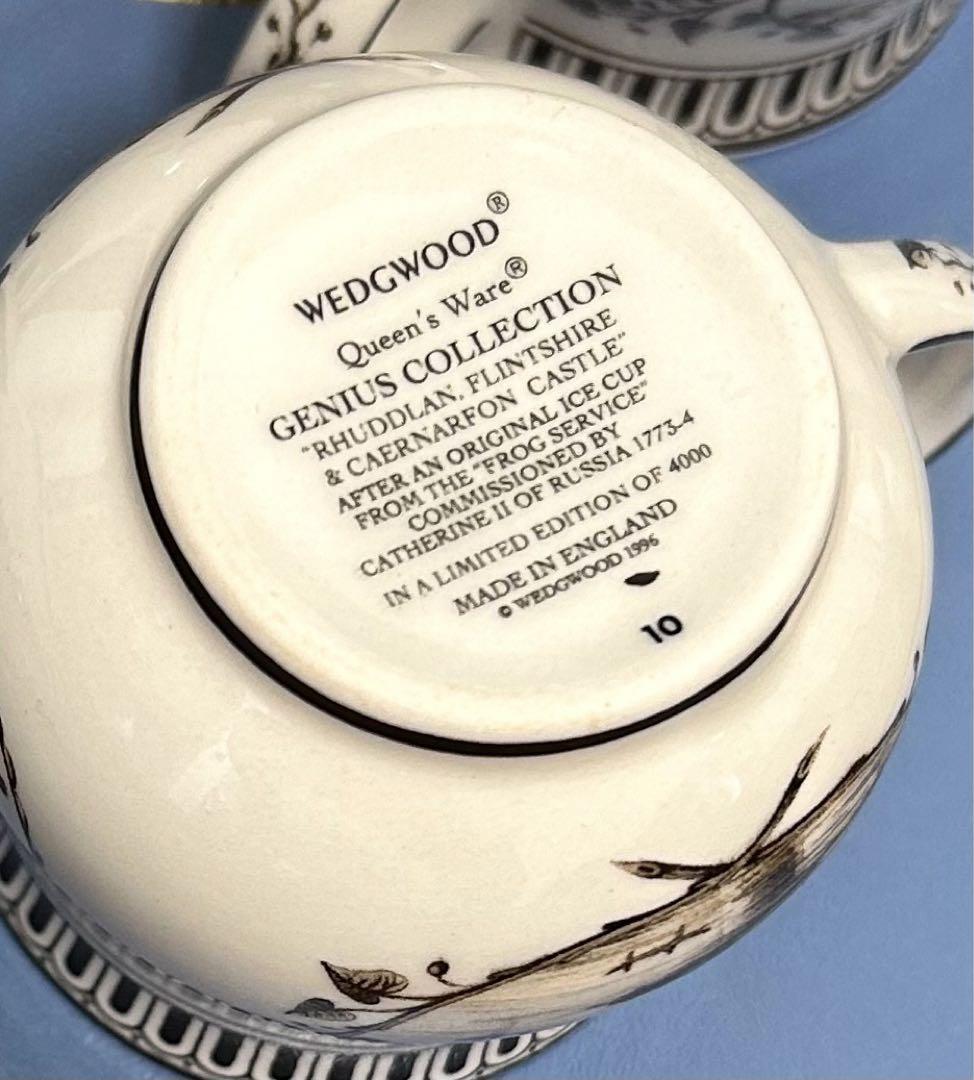 WEDGWOOD®
Queen's Ware®
GENIUS COLLECTION
"RHUDDLAN, FLINTSHIRE
& CAERNARFON CASTLE"
AFTER AN ORIGINAL ICE CUP
FROM THE "FROG SERVICE"
COMMISSIONED BY
CATHERINE II OF RUSSIA 1773-4
IN A LIMITED EDITION OF 4000
MADE IN ENGLAND
© WEDGWOOD 1996
10